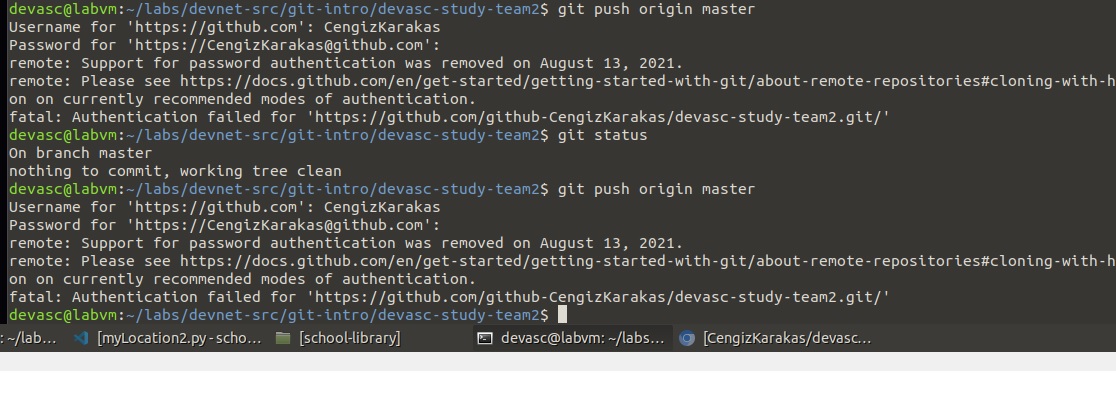 devasc@labvm:~/labs/devnet-src/git-intro/devasc-study-team2$ git push origin master
Username for 'https://github.com': CengizKarakas
Password for 'https://CengizKarakas@github.com':
remote: Support for password authentication was removed on August 13, 2021.
remote: Please see https://docs.github.com/en/get-started/getting-started-with-git/about-remote-repositories#cloning-with-h
on on currently recommended modes of authentication.
fatal: Authentication failed for 'https://github.com/github-CengizKarakas/devasc-study-team2.git/'
devasc@labvm:~/labs/devnet-src/git-intro/devasc-study-team2$ git status
On branch master
nothing to commit, working tree clean
devasc@labvm:~/labs/devnet-src/git-intro/devasc-study-team2$ git push origin master
Username for 'https://github.com': CengizKarakas
Password for 'https://CengizKarakas@github.com':
remote: Support for password authentication was removed on August 13, 2021.
remote: Please see https://docs.github.com/en/get-started/getting-started-with-git/about-remote-repositories#cloning-with-h
on on currently recommended modes of authentication.
fatal: Authentication failed for 'https://github.com/github-CengizKarakas/devasc-study-team2.git/'
devasc@labvm:~/labs/devnet-src/git-intro/devasc-study-team2$
: ~/lab... [myLocation2.py - scho... [school-library] devasc@labvm: ~/labs... [CengizKarakas/devasc...